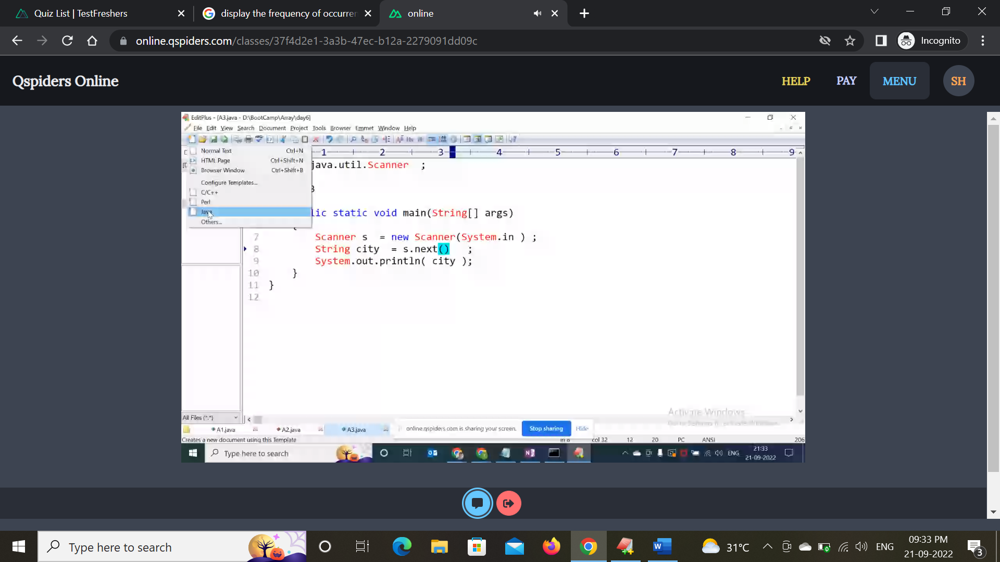 Quiz List | TestFreshers
display the frequency of occurren
online
online.qspiders.com/classes/37f4d2e1-3a3b-47ec-b12a-2279091dd09c
Incognito
Qspiders Online
HELP
PAY
MENU
SH
EditPlus - [A3.java - D:\BootCamp\Array\day6]
File Edit View Search Document Project Tools Browser Emmet Window Help
Normal Text Ctrl+N
HTML Page Ctrl+Shift+N
Browser Window Ctrl+Shift+B
Configure Templates...
C/C++
Perl
Java
Others...
1 2 3 4 5 6 7 8 9
java.util.Scanner ;
3
lic static void main(String[] args)
{
7 Scanner s = new Scanner(System.in ) ;
8 String city = s.next() ;
9 System.out.println( city );
10 }
11 }
12
All Files (*.*)
A1.java A2.java A3.java
online.qspiders.com is sharing your screen. Stop sharing Hide
Activate Windows
Creates a new document using this Template
ln 8 col 32 12 20 PC ANSI 206
Type here to search
ENG
21:33
21-09-2022
Type here to search
31°C
ENG
09:33 PM
21-09-2022
3